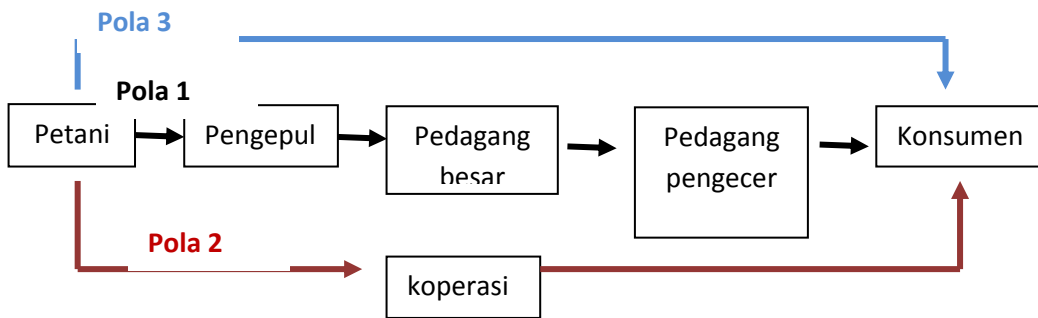 Pola 3
Pola 1
Petani
Pengepul
Pedagang
besar
Pedagang
pengecer
Konsumen
Pola 2
koperasi